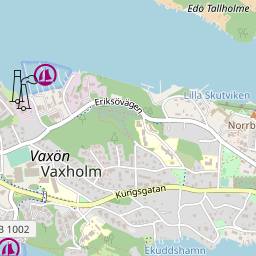 Edö Tallholme
Lilla Skutviken
Eriksövägen
Norrb
Vaxön
Vaxholm
Kungsgatan
B 1002
Ekuddshamn